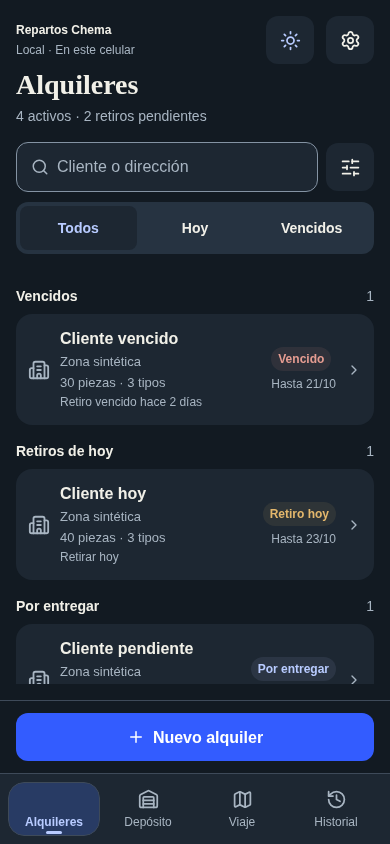 Repartos Chema
Local · En este celular
Alquileres
4 activos · 2 retiros pendientes
Cliente o dirección
Todos
Hoy
Vencidos
Vencidos
1
Cliente vencido
Zona sintética
30 piezas · 3 tipos
Retiro vencido hace 2 días
Vencido
Hasta 21/10
Retiros de hoy
1
Cliente hoy
Zona sintética
40 piezas · 3 tipos
Retirar hoy
Retiro hoy
Hasta 23/10
Por entregar
1
Cliente pendiente
Zona sintética
Por entregar
Nuevo alquiler
Alquileres
Depósito
Viaje
Historial